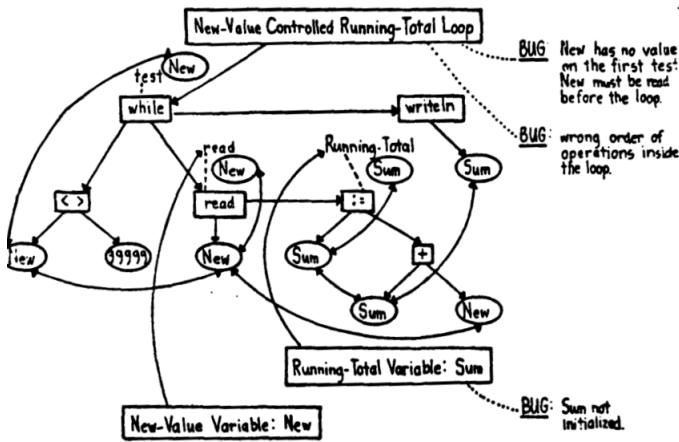 New-Value Controlled Running-Total Loop
BUG: New has no value
on the first test.
New must be read
before the loop.
test
New
while
writeln
BUG: wrong order of
operations inside
the loop.
read
New
Running-Total
Sum
Sum
< >
read
:=
99999
New
Sum
+
Sum
New
Running-Total Variable: Sum
New-Value Variable: New
BUG: Sum not
initialized.